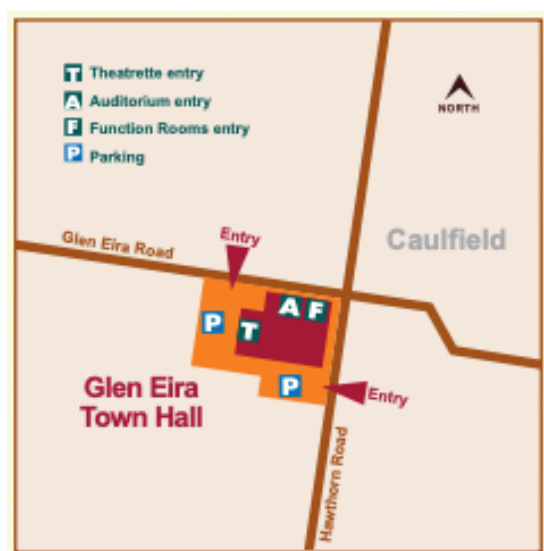 T Theatrette entry
A Auditorium entry
F Function Rooms entry
P Parking
NORTH
Glen Eira Road
Entry
Caulfield
A F
P T
P
Entry
Glen Eira
Town Hall
Hawthorn Road